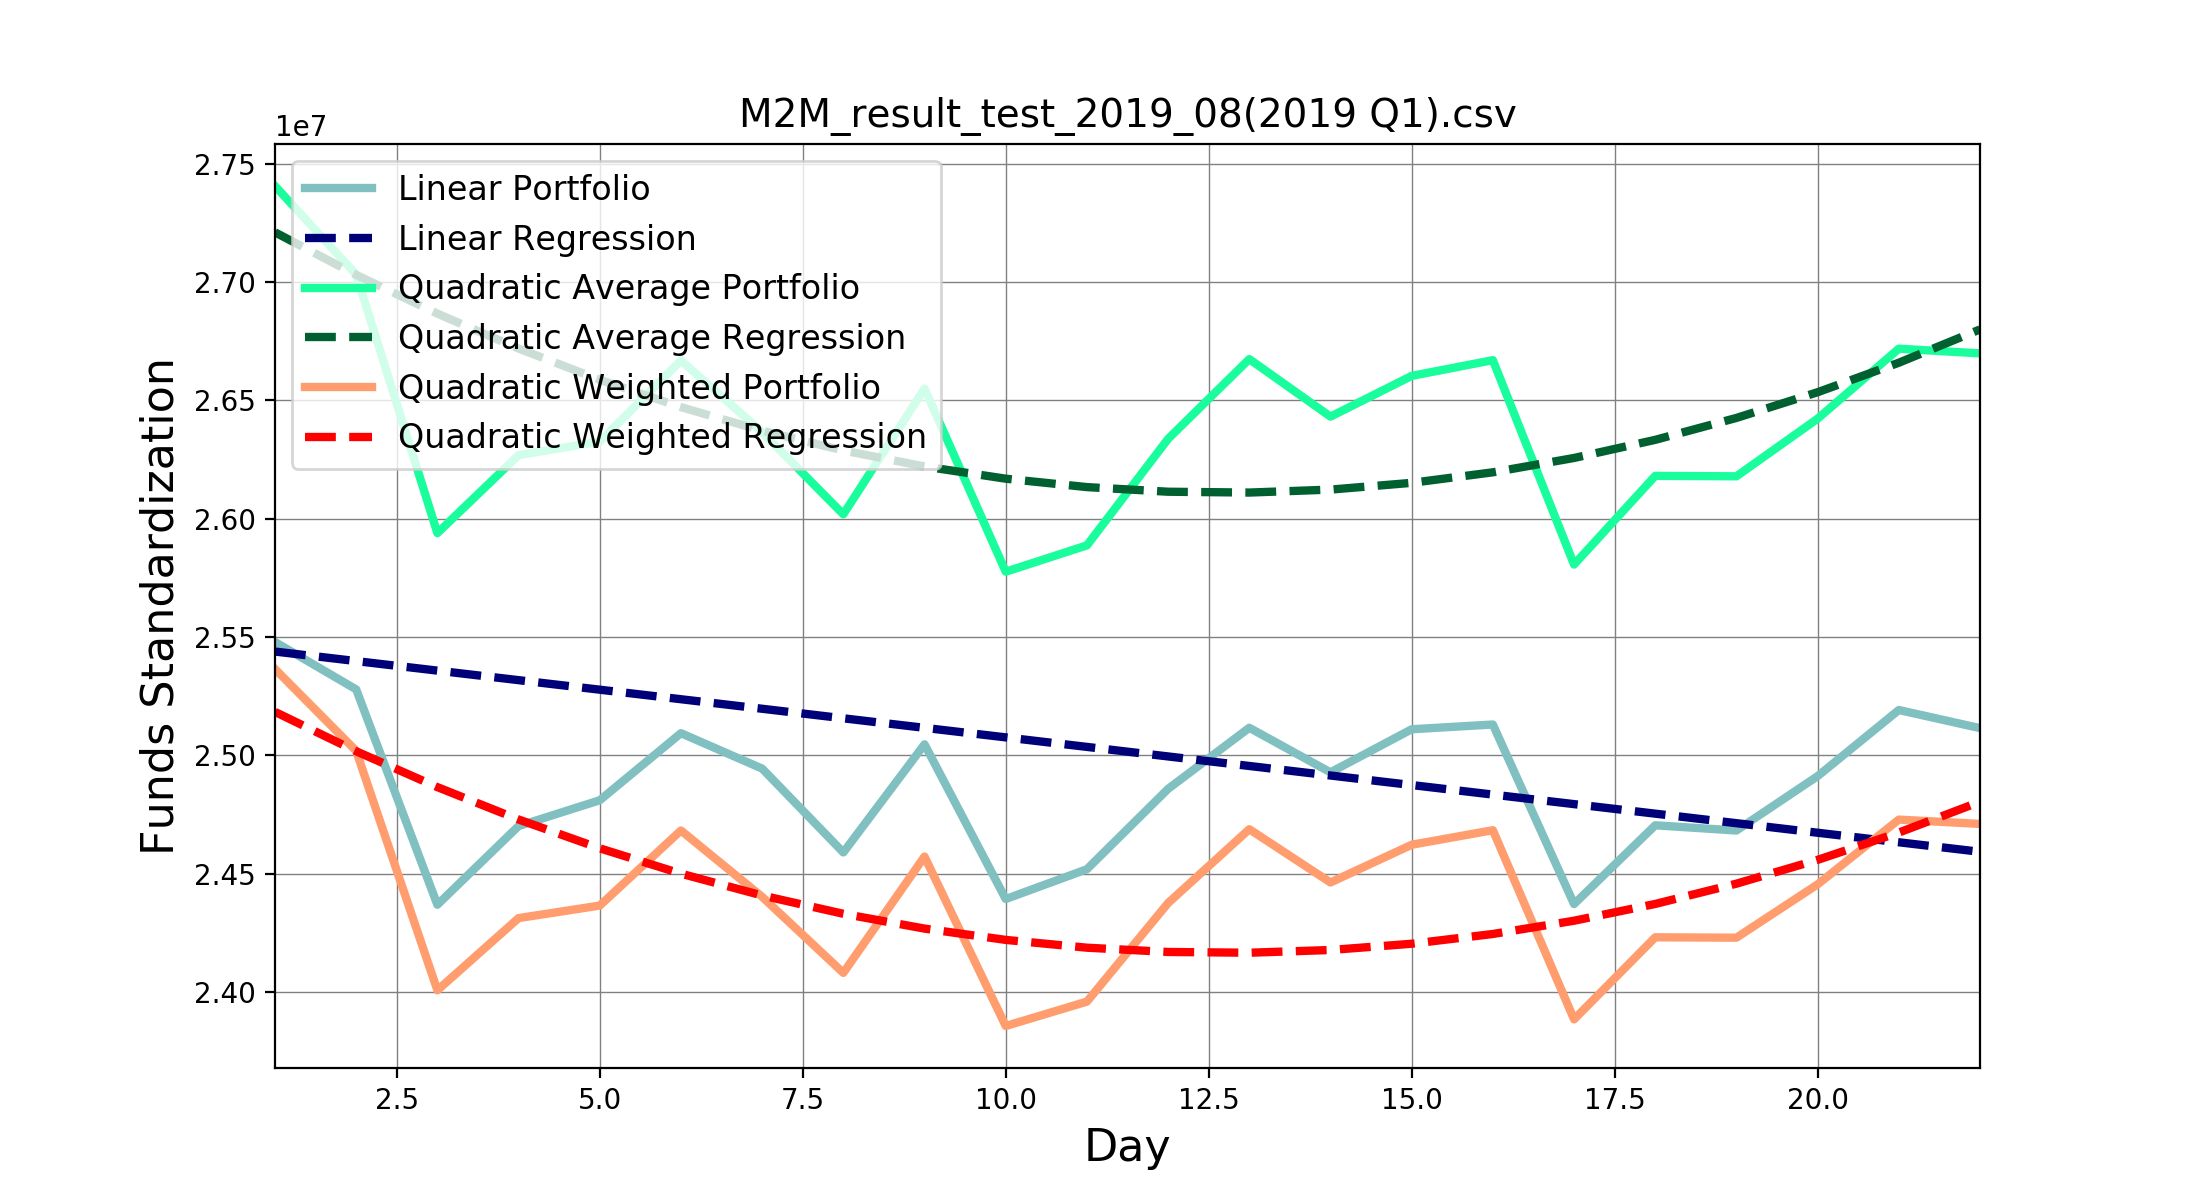 M2M_result_test_2019_08(2019 Q1).csv
1e7
2.75
2.70
2.65
2.60
2.55
2.50
2.45
2.40
Funds Standardization
Linear Portfolio
Linear Regression
Quadratic Average Portfolio
Quadratic Average Regression
Quadratic Weighted Portfolio
Quadratic Weighted Regression
2.5 5.0 7.5 10.0 12.5 15.0 17.5 20.0
Day